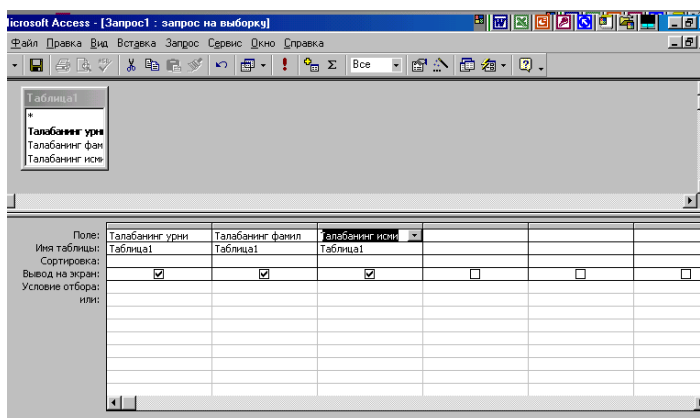 Microsoft Access - [Запрос1 : запрос на выборку]
Файл Правка Вид Вставка Запрос Сервис Окно Справка
Все
Таблица1
*
Талабанинг урни
Талабанинг фам
Талабанинг исми
Поле: Талабанинг урни Талабанинг фамил Талабанинг исми
Имя таблицы: Таблица1 Таблица1 Таблица1
Сортировка:
Вывод на экран:
Условие отбора:
или: